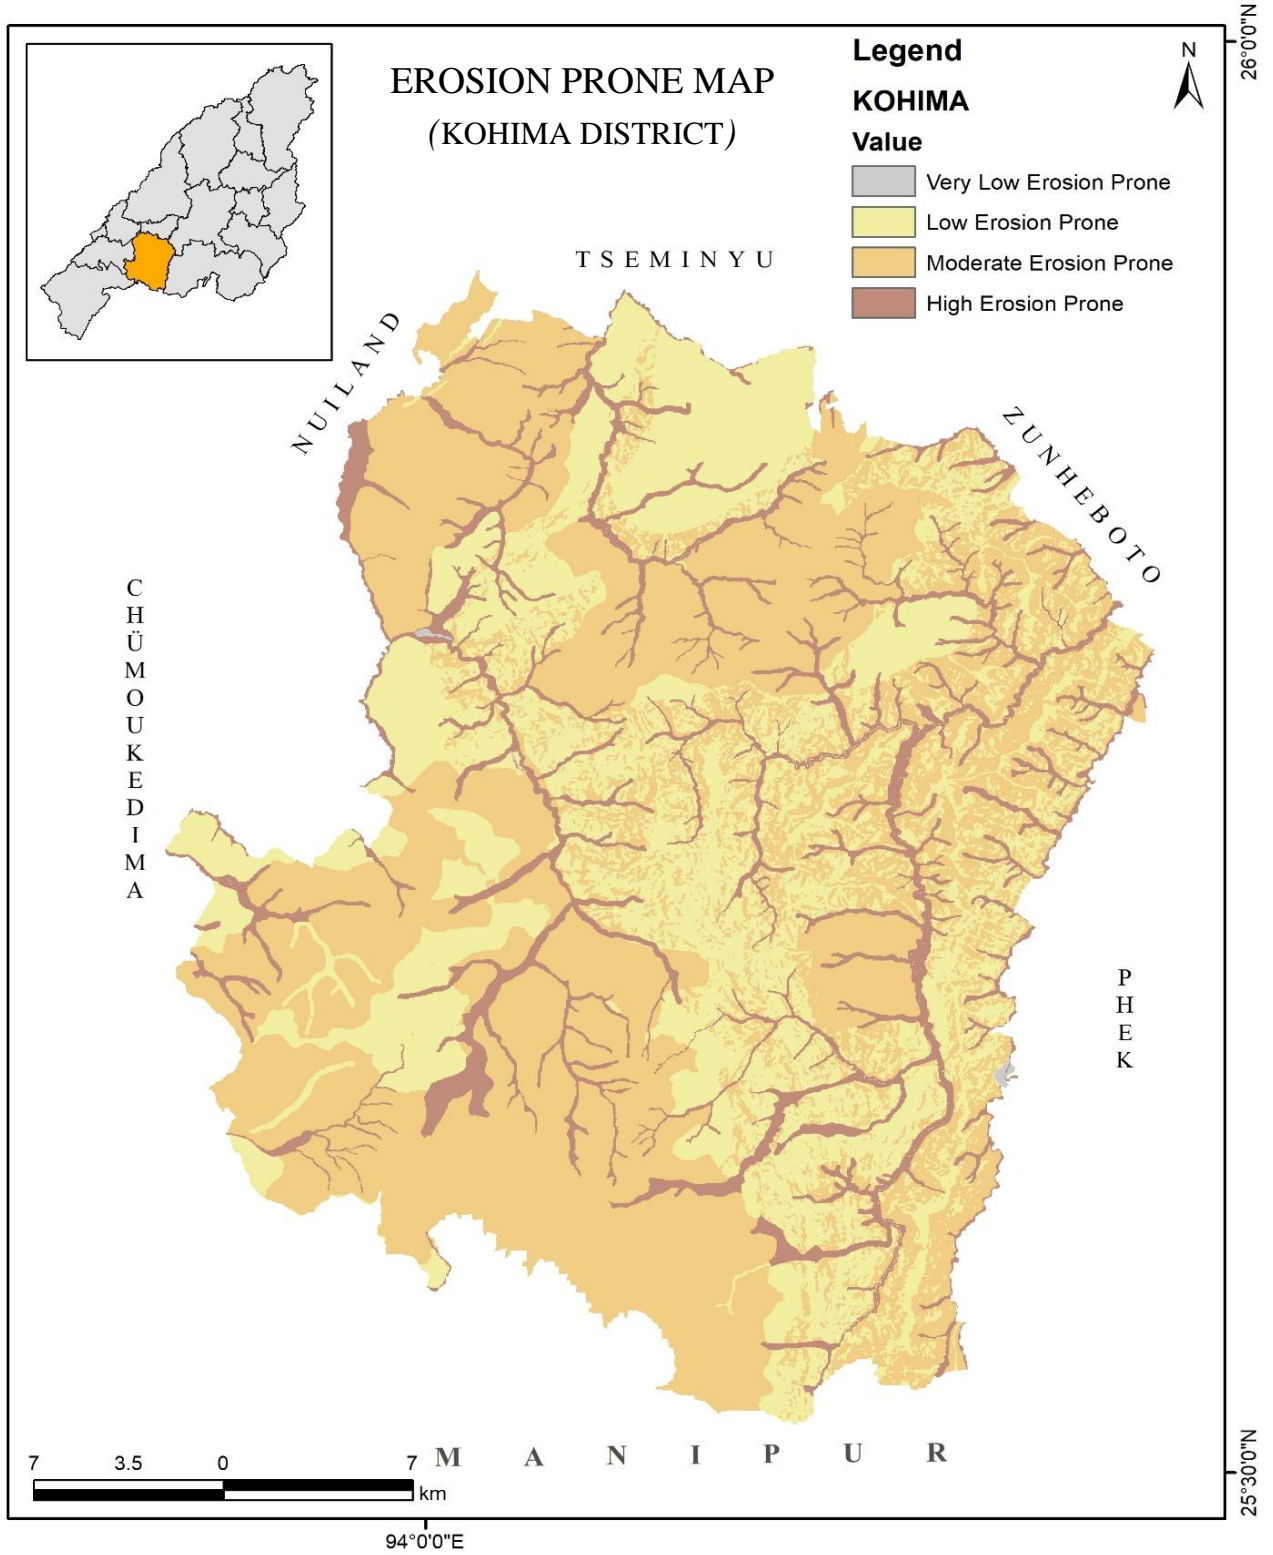 EROSION PRONE MAP
(KOHIMA DISTRICT)
Legend
KOHIMA
Value
Very Low Erosion Prone
Low Erosion Prone
Moderate Erosion Prone
High Erosion Prone
N
26°0'0"N
TSEMINYU
NUILAND
ZUNHEBOTO
CHÜMOUKEDIMA
PHEK
MANIPUR
7 3.5 0 7
km
25°30'0"N
94°0'0"E